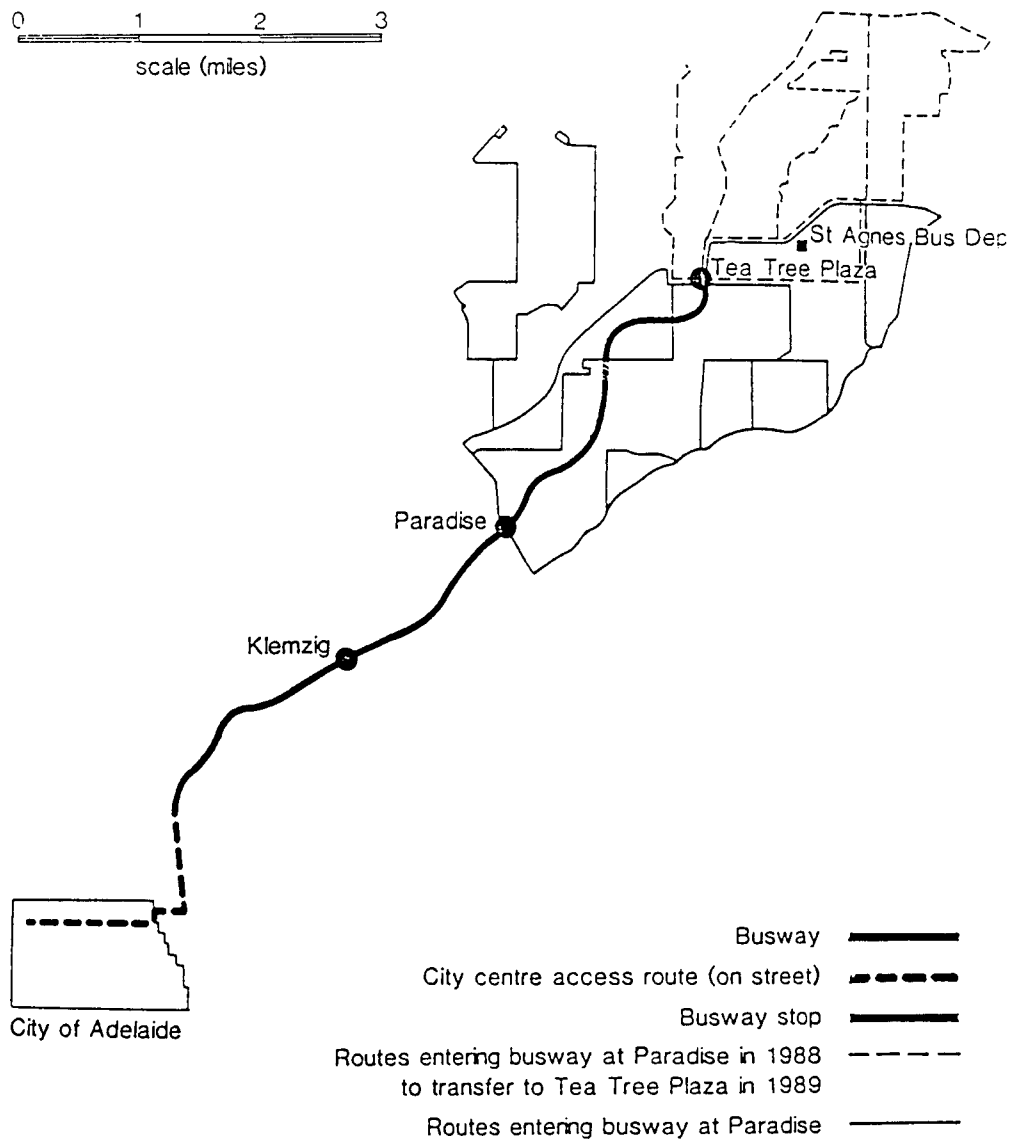 0 1 2 3
scale (miles)
St Agnes Bus Dep
Tea Tree Plaza
Paradise
Klemzig
City of Adelaide
Busway
City centre access route (on street)
Busway stop
Routes entering busway at Paradise in 1988
to transfer to Tea Tree Plaza in 1989
Routes entering busway at Paradise